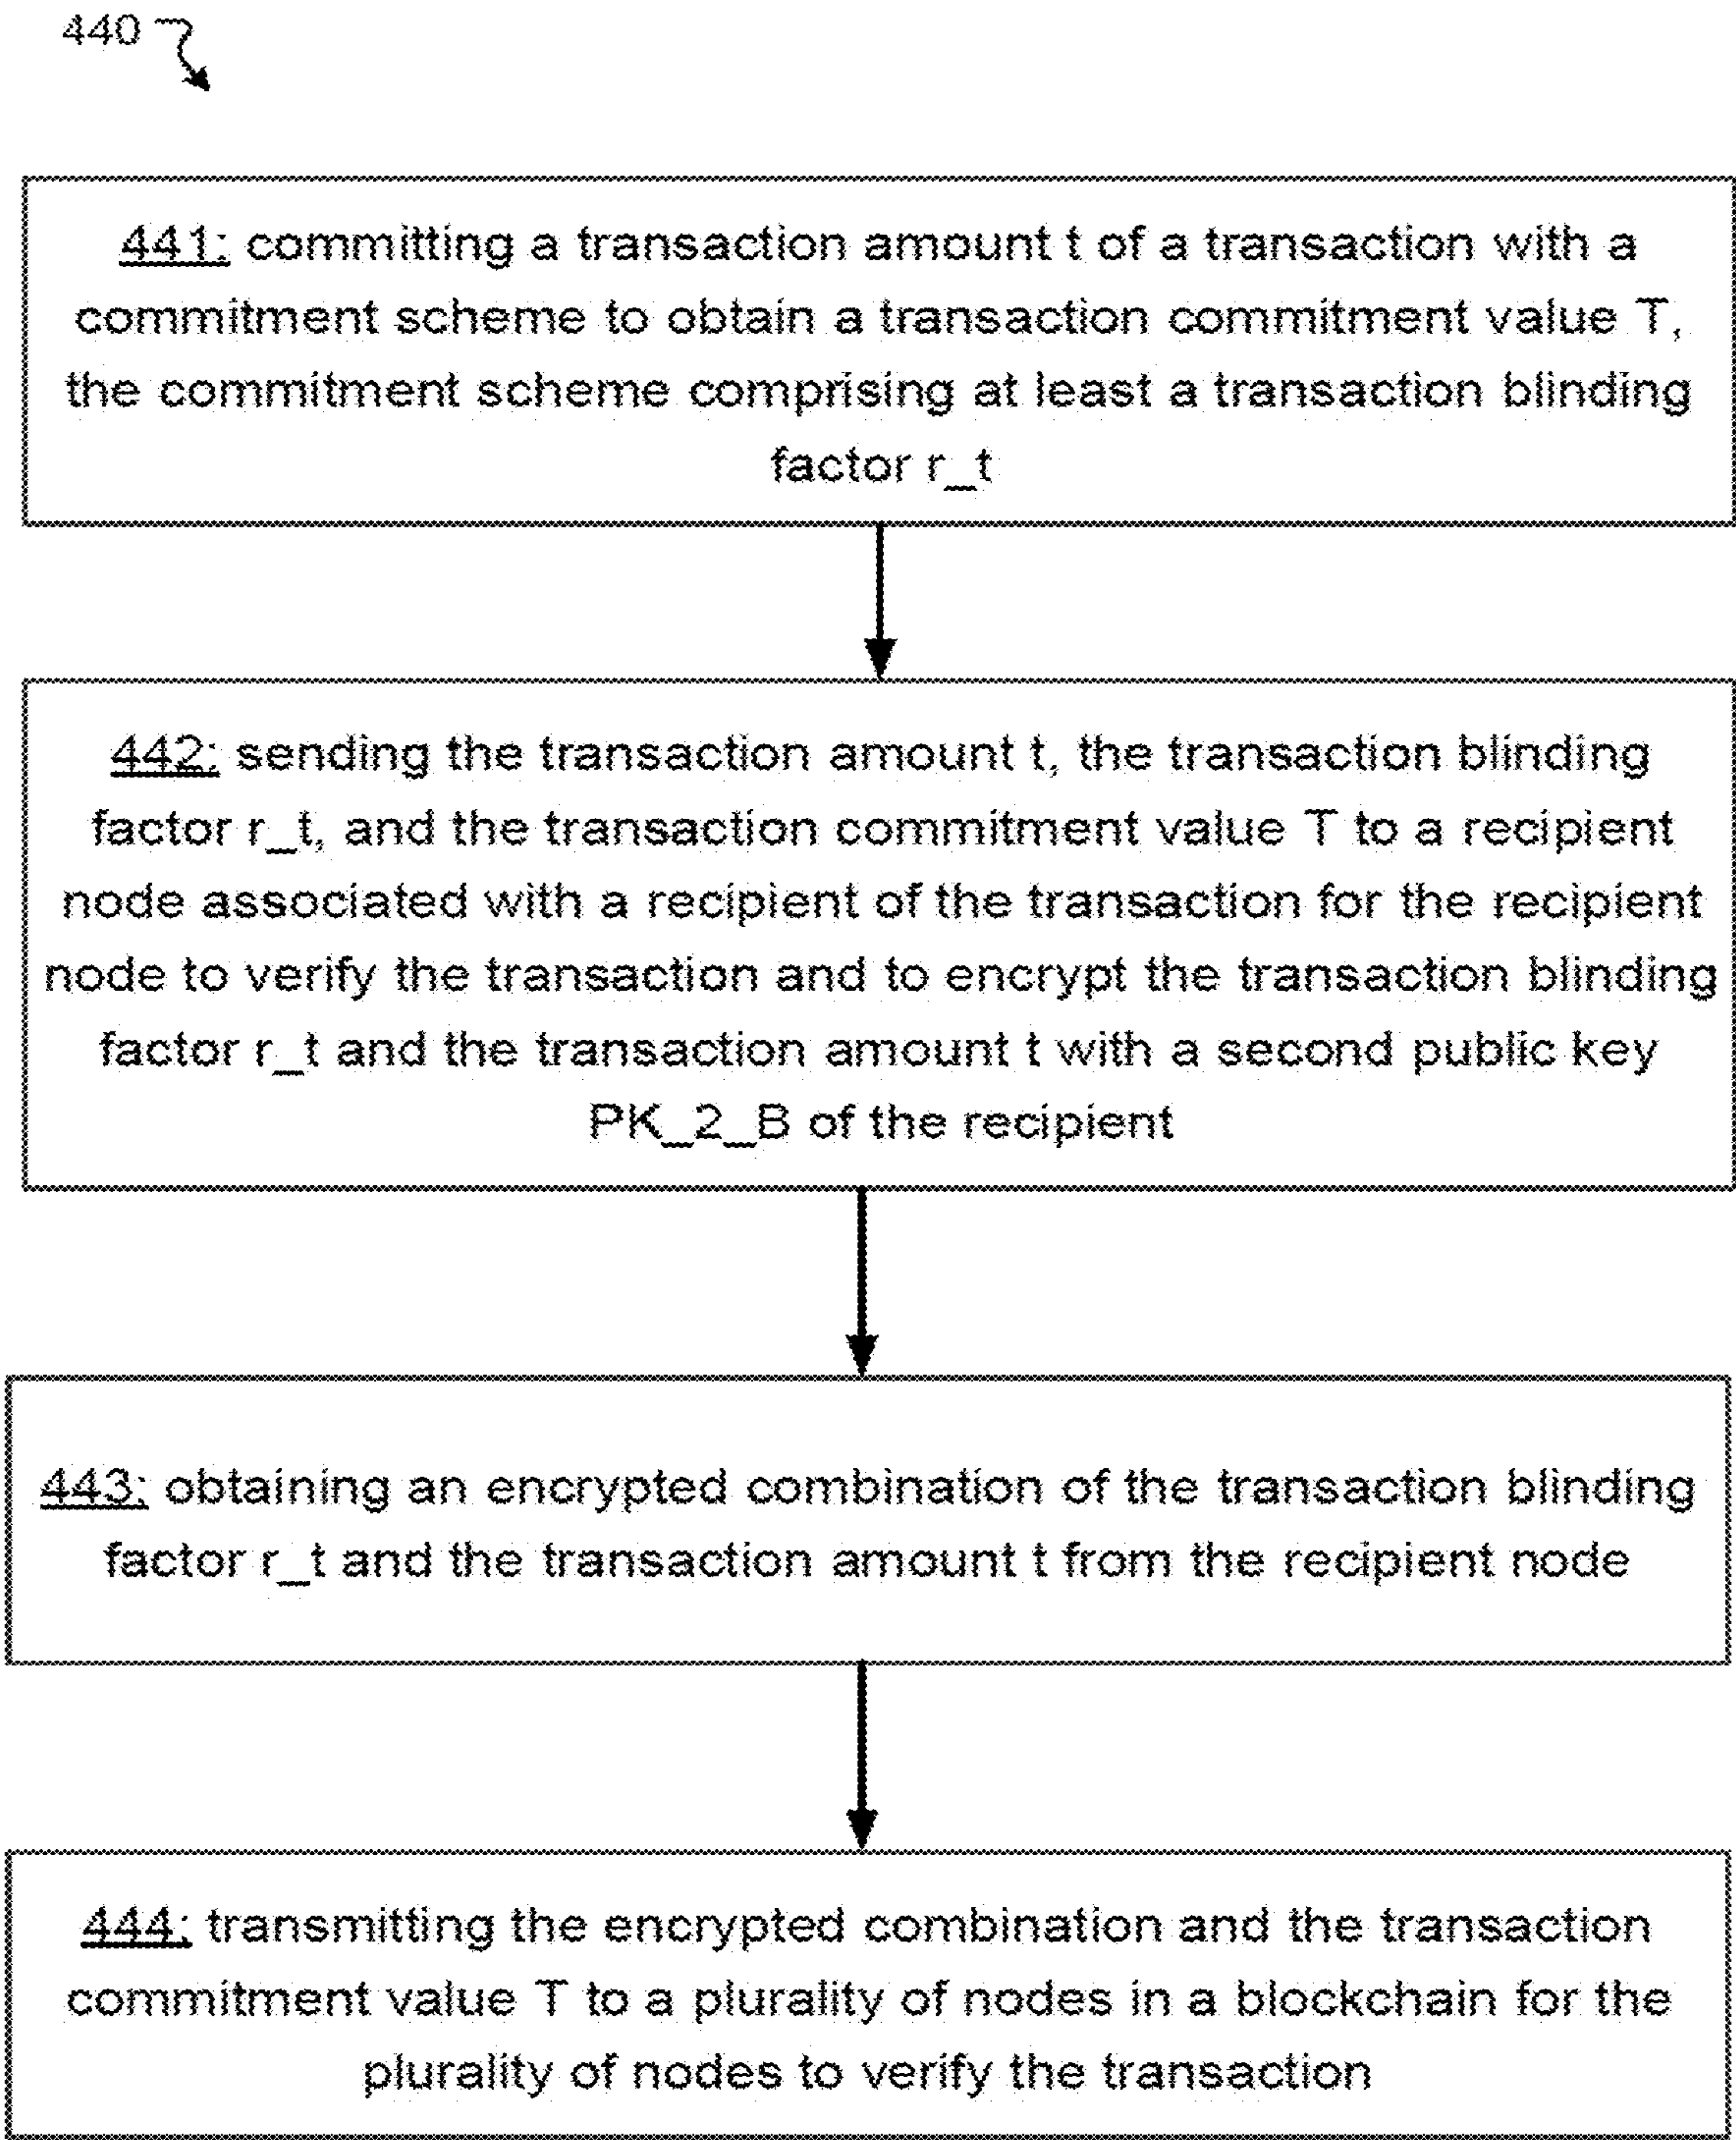 440
441: committing a transaction amount t of a transaction with a
commitment scheme to obtain a transaction commitment value T,
the commitment scheme comprising at least a transaction blinding
factor r_t
442: sending the transaction amount t, the transaction blinding
factor r_t, and the transaction commitment value T to a recipient
node associated with a recipient of the transaction for the recipient
node to verify the transaction and to encrypt the transaction blinding
factor r_t and the transaction amount t with a second public key
PK_2_B of the recipient
443: obtaining an encrypted combination of the transaction blinding
factor r_t and the transaction amount t from the recipient node
444: transmitting the encrypted combination and the transaction
commitment value T to a plurality of nodes in a blockchain for the
plurality of nodes to verify the transaction